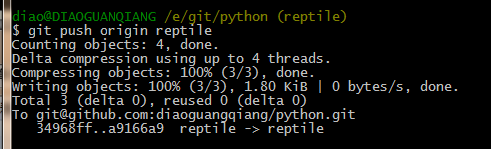 diao@DIAOGUANQIANG /e/git/python (reptile)
$ git push origin reptile
Counting objects: 4, done.
Delta compression using up to 4 threads.
Compressing objects: 100% (3/3), done.
Writing objects: 100% (3/3), 1.80 KiB | 0 bytes/s, done.
Total 3 (delta 0), reused 0 (delta 0)
To git@github.com:diaoguangqiang/python.git
34968ff..a9166a9  reptile -> reptile